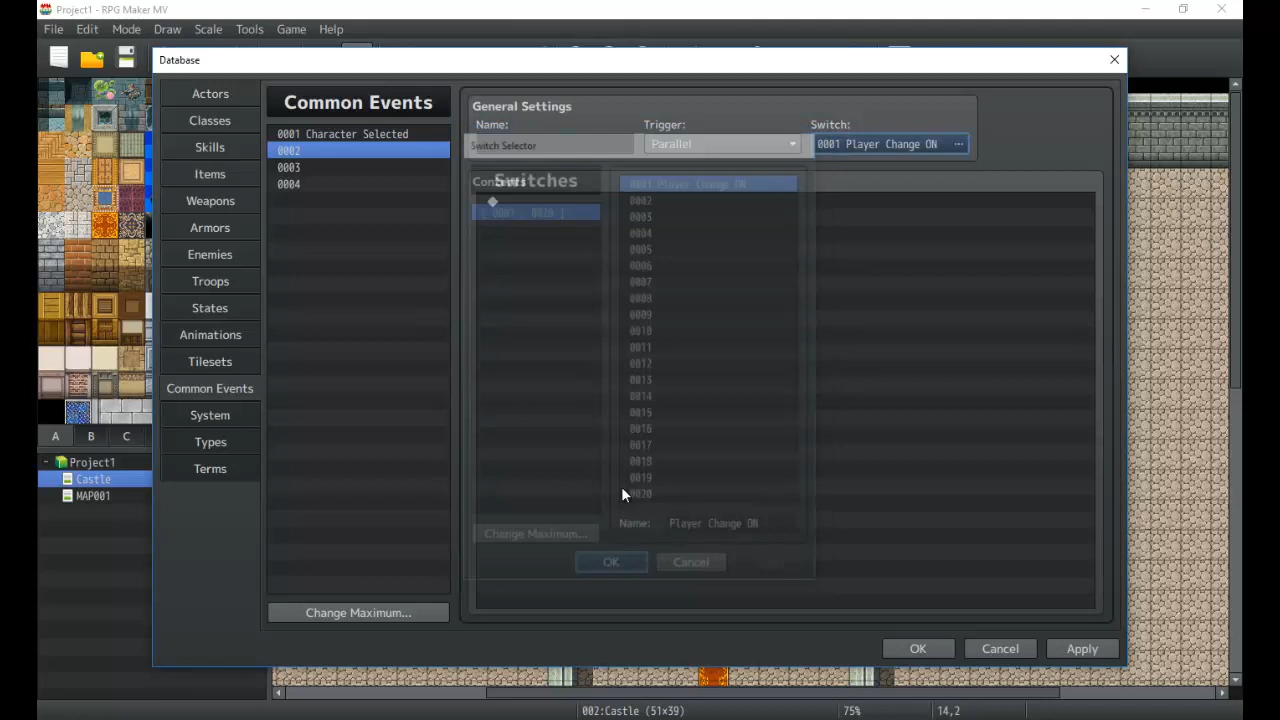 Project1 - RPG Maker MV
File Edit Mode Draw Scale Tools Game Help
Database
Actors
Classes
Skills
Items
Weapons
Armors
Enemies
Troops
States
Animations
Tilesets
Common Events
System
Types
Terms
Common Events
0001 Character Selected
0002
0003
0004
Change Maximum...
General Settings
Name:
Trigger:
Switch:
Switch Selector
Parallel
0001 Player Change ON
Contents
Switches
[ 0001 - 0020 ]
0001 Player Change ON
0002
0003
0004
0005
0006
0007
0008
0009
0010
0011
0012
0013
0014
0015
0016
0017
0018
0019
0020
Change Maximum...
Name: Player Change ON
OK Cancel
OK Cancel Apply
A B C
Project1
Castle
MAP001
002:Castle (51x39) 75% 14,2